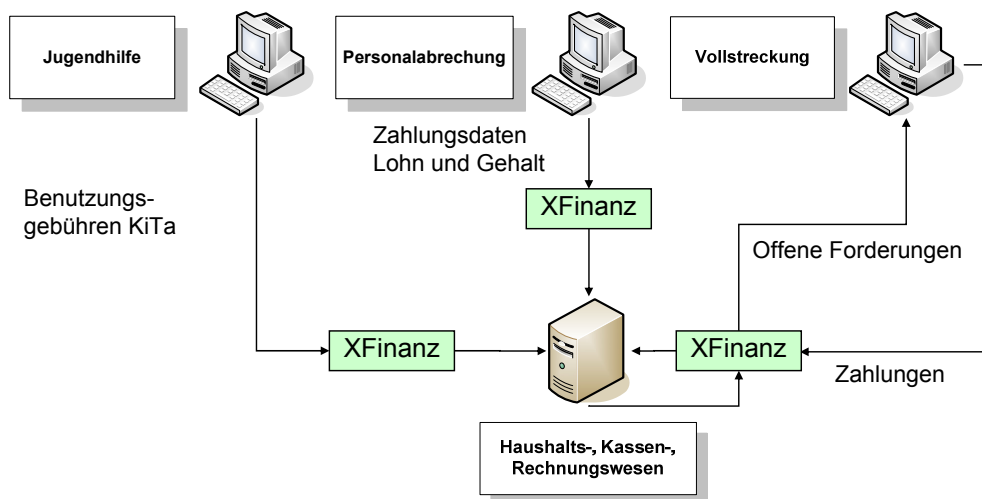 Jugendhilfe
Personalabrechung
Vollstreckung
Zahlungsdaten
Lohn und Gehalt
Benutzungs-
gebühren KiTa
XFinanz
Offene Forderungen
XFinanz
XFinanz
Zahlungen
Haushalts-, Kassen-,
Rechnungswesen